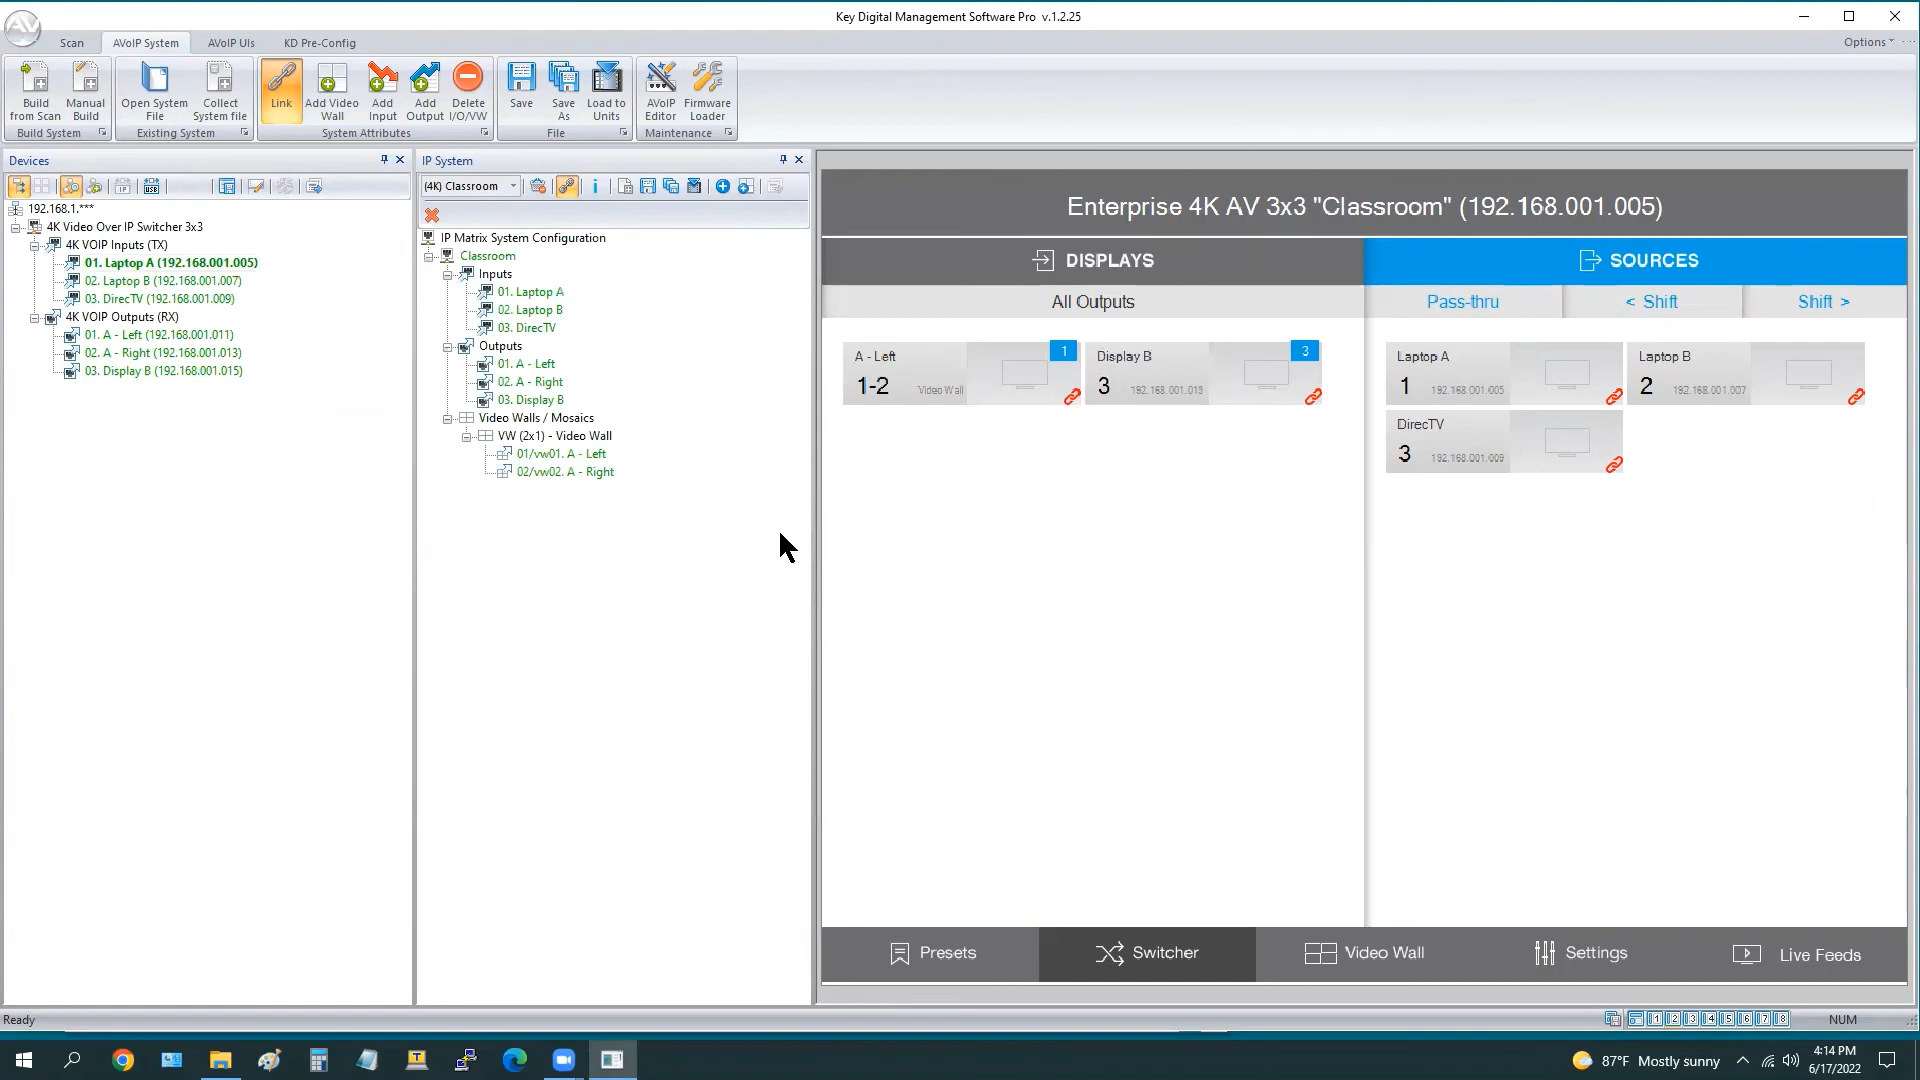 Key Digital Management Software Pro v.1.2.25
Scan
AVoIP System
AVoIP UIs
KD Pre-Config
Options
Build from Scan
Manual Build
Open System File
Collect System file
Link
Add Video Wall
Add Input
Add Output
Delete I/O/VW
Save
Save As
Load to Units
AVoIP Editor
Firmware Loader
Build System
Existing System
System Attributes
File
Maintenance
Devices
192.168.1.***
4K Video Over IP Switcher 3x3
4K VOIP Inputs (TX)
01. Laptop A (192.168.001.005)
02. Laptop B (192.168.001.007)
03. DirecTV (192.168.001.009)
4K VOIP Outputs (RX)
01. A - Left (192.168.001.011)
02. A - Right (192.168.001.013)
03. Display B (192.168.001.015)
IP System
(4K) Classroom
IP Matrix System Configuration
Classroom
Inputs
01. Laptop A
02. Laptop B
03. DirecTV
Outputs
01. A - Left
02. A - Right
03. Display B
Video Walls / Mosaics
VW (2x1) - Video Wall
01/vw01. A - Left
02/vw02. A - Right
Enterprise 4K AV 3x3 "Classroom" (192.168.001.005)
DISPLAYS
SOURCES
All Outputs
Pass-thru
< Shift
Shift >
A - Left
1
1-2
Video Wall
Display B
3
3
192.168.001.013
Laptop A
1
192.168.001.005
Laptop B
2
192.168.001.007
DirecTV
3
192.168.001.009
Presets
Switcher
Video Wall
Settings
Live Feeds
Ready
1 2 3 4 5 6 7 8
NUM
87°F Mostly sunny
4:14 PM
6/17/2022